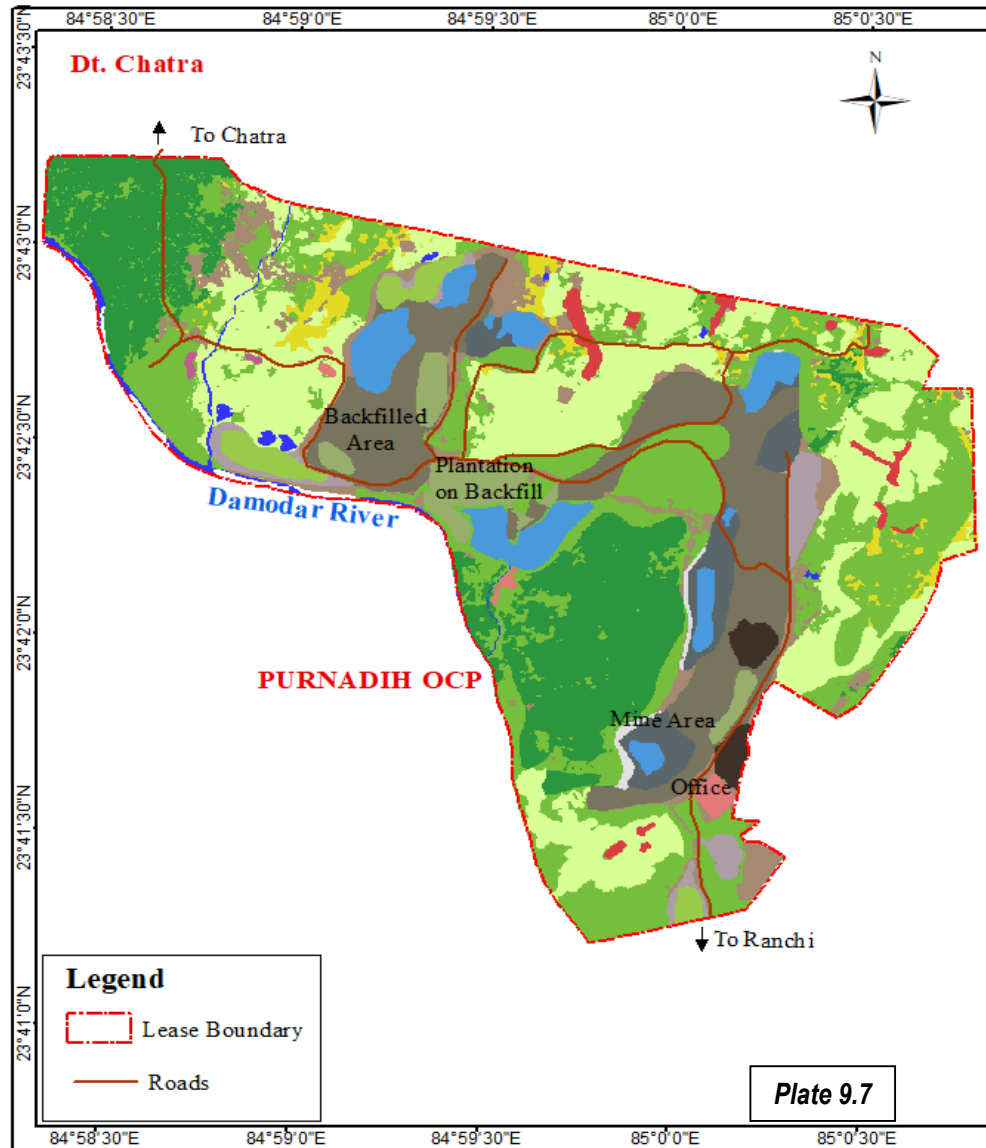 84°58'30"E 84°59'0"E 84°59'30"E 85°0'0"E 85°0'30"E
23°43'30"N
Dt. Chatra
N
To Chatra
23°43'0"N
23°42'30"N
Backfilled
Area
Plantation
on Backfill
Damodar River
23°42'0"N
PURNADIH OCP
Mine Area
Office
23°41'30"N
To Ranchi
Legend
Lease Boundary
23°41'0"N
Roads
Plate 9.7
84°58'30"E 84°59'0"E 84°59'30"E 85°0'0"E 85°0'30"E